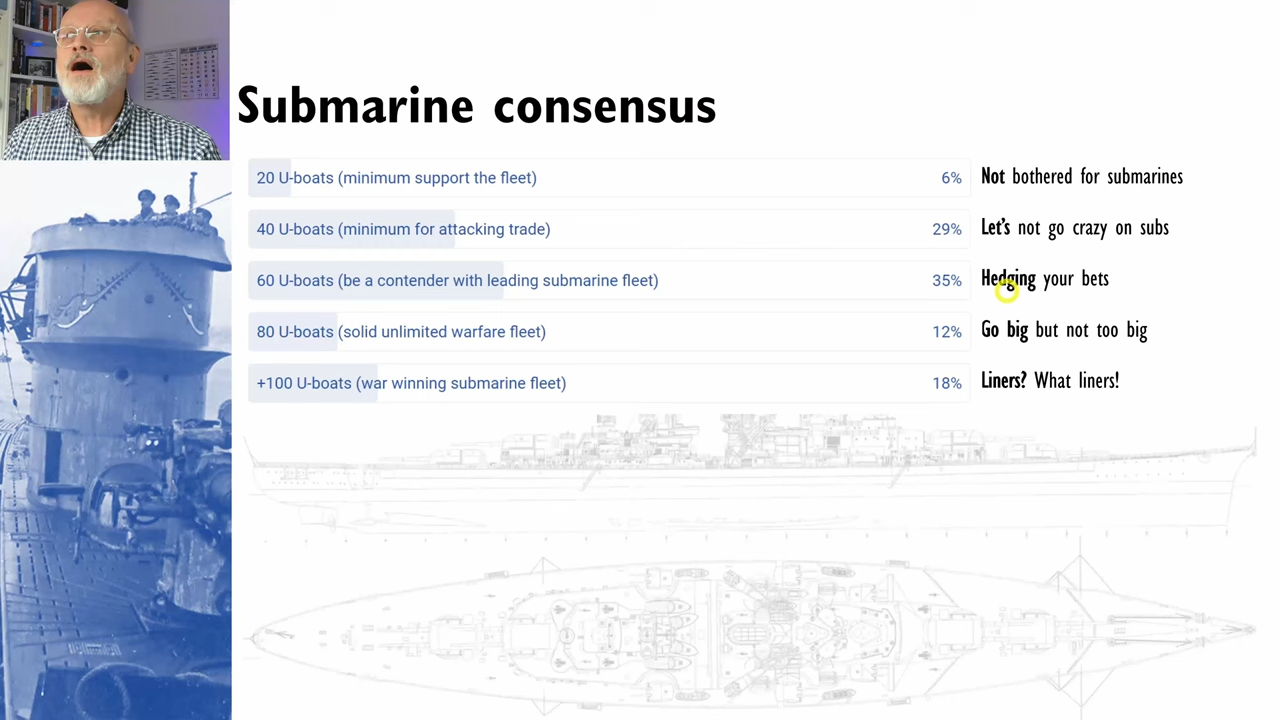 Submarine consensus
20 U-boats (minimum support the fleet) 6% Not bothered for submarines
40 U-boats (minimum for attacking trade) 29% Let's not go crazy on subs
60 U-boats (be a contender with leading submarine fleet) 35% Hedging your bets
80 U-boats (solid unlimited warfare fleet) 12% Go big but not too big
+100 U-boats (war winning submarine fleet) 18% Liners? What liners!